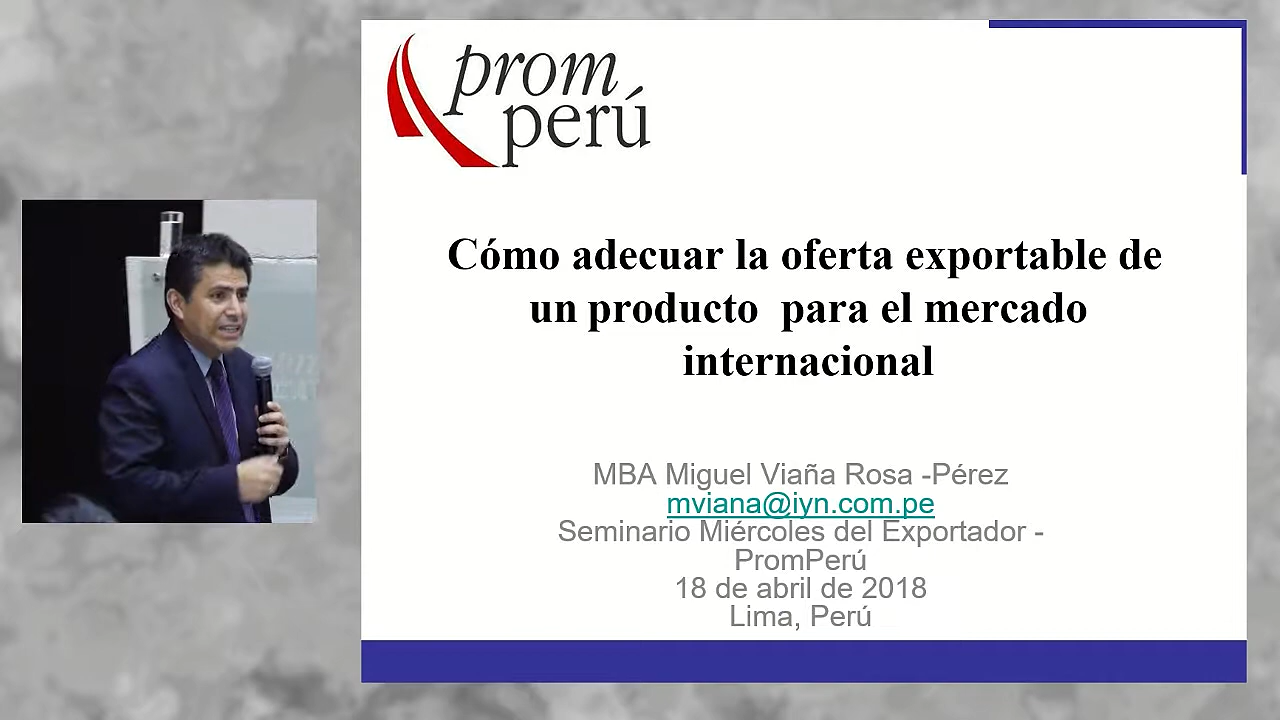 prom
perú
Cómo adecuar la oferta exportable de
un producto para el mercado
internacional
MBA Miguel Viaña Rosa -Pérez
mviana@iyn.com.pe
Seminario Miércoles del Exportador -
PromPerú
18 de abril de 2018
Lima, Perú